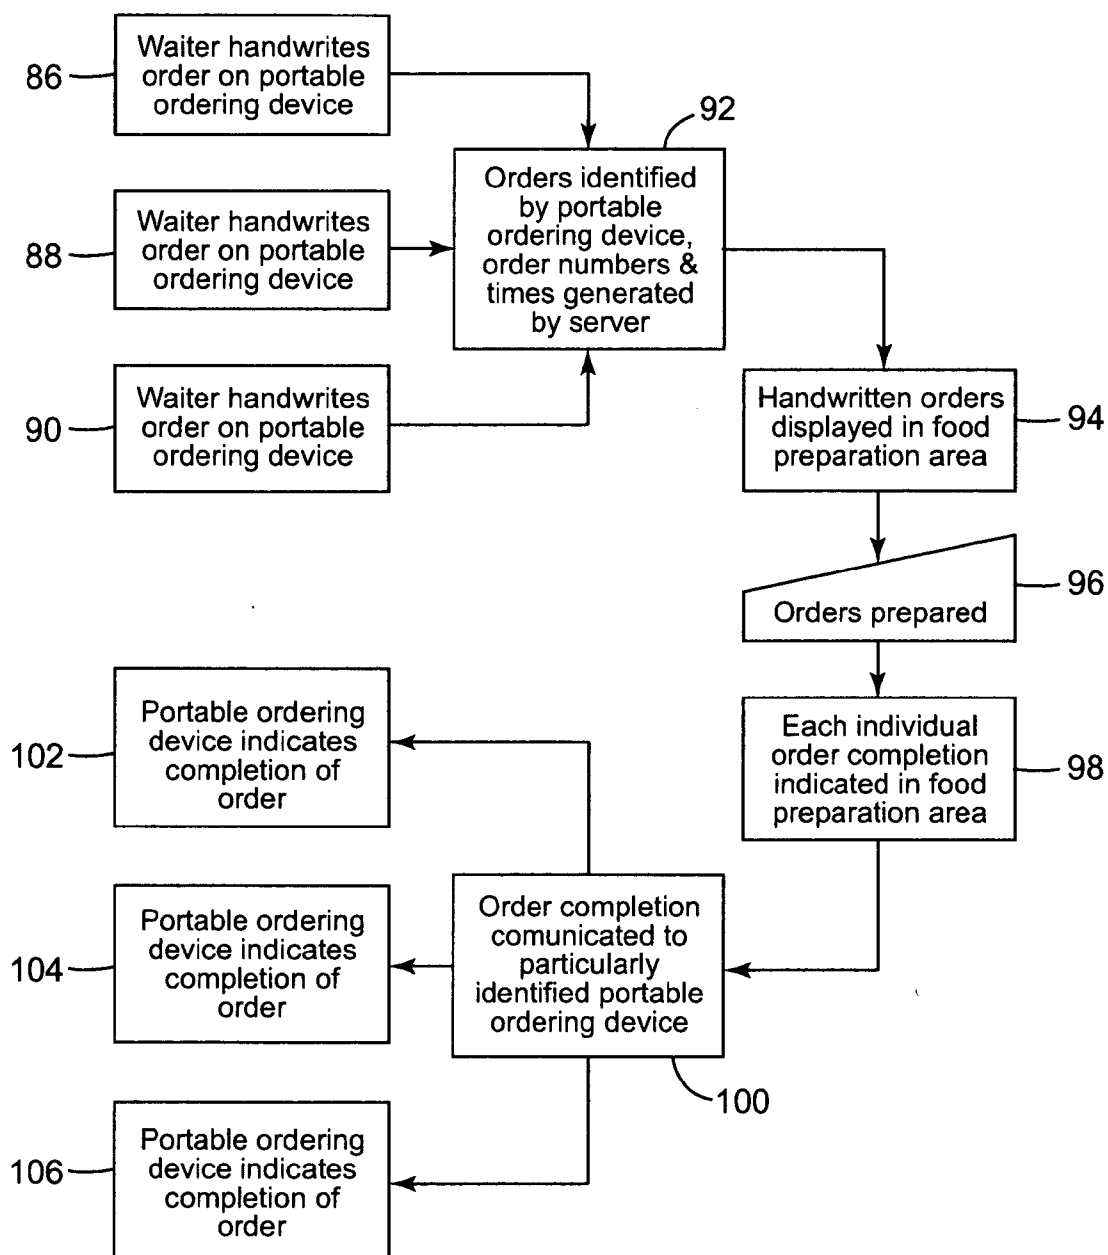 86
Waiter handwrites
order on portable
ordering device
88
Waiter handwrites
order on portable
ordering device
90
Waiter handwrites
order on portable
ordering device
92
Orders identified
by portable
ordering device,
order numbers &
times generated
by server
Handwritten orders
displayed in food
preparation area
94
Orders prepared
96
Each individual
order completion
indicated in food
preparation area
98
Order completion
comunicated to
particularly
identified portable
ordering device
100
102
Portable ordering
device indicates
completion of
order
104
Portable ordering
device indicates
completion of
order
106
Portable ordering
device indicates
completion of
order